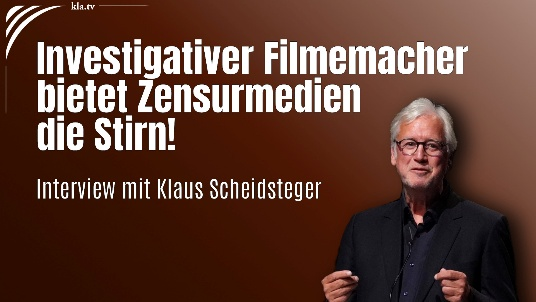 kla.tv
Investigativer Filmemacher
bietet Zensurmedien
die Stirn!
Interview mit Klaus Scheidsteger